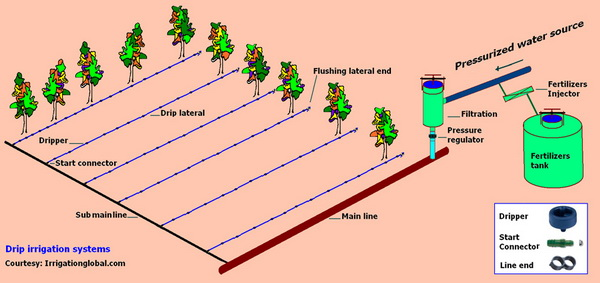 Pressurized water source
Flushing lateral end
Fertilizers
Injector
Drip lateral
Filtration
Dripper
Pressure
regulator
Start connector
Fertilizers
tank
Sub mainline
Main line
Drip irrigation systems
Courtesy: Irrigationglobal.com
Dripper
Start
Connector
Line end